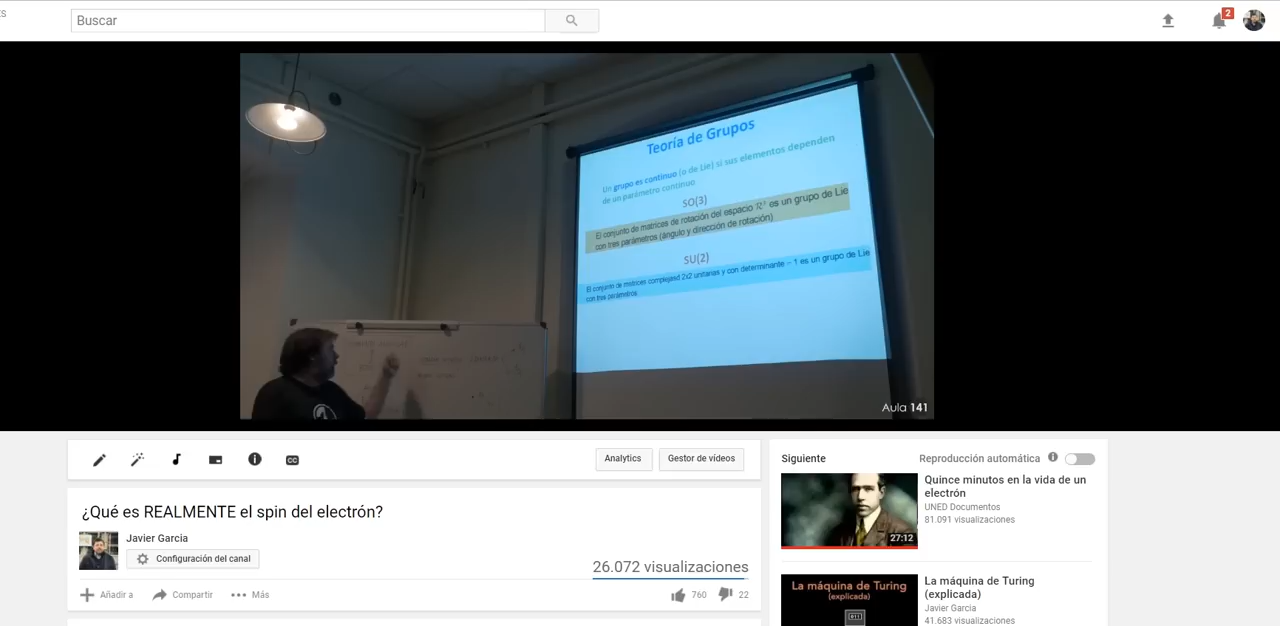 S
Buscar
2
Teoría de Grupos
Un grupo es continuo (o de Lie) si sus elementos dependen
de un parámetro continuo
SO(3)
El conjunto de matrices de rotación del espacio ℝ³ es un grupo de Lie
con tres parámetros (ángulo y dirección de rotación)
SU(2)
El conjunto de matrices complejasd 2x2 unitarias y con determinante = 1 es un grupo de Lie
con tres parámetros
Aula 141
CC
Analytics
Gestor de vídeos
¿Qué es REALMENTE el spin del electrón?
Javier Garcia
Configuración del canal
26.072 visualizaciones
Añadir a
Compartir
Más
760
22
Siguiente
Reproducción automática
Quince minutos en la vida de un
electrón
UNED Documentos
81.091 visualizaciones
27:12
La máquina de Turing
(explicada)
La máquina de Turing
(explicada)
Javier Garcia
41.683 visualizaciones